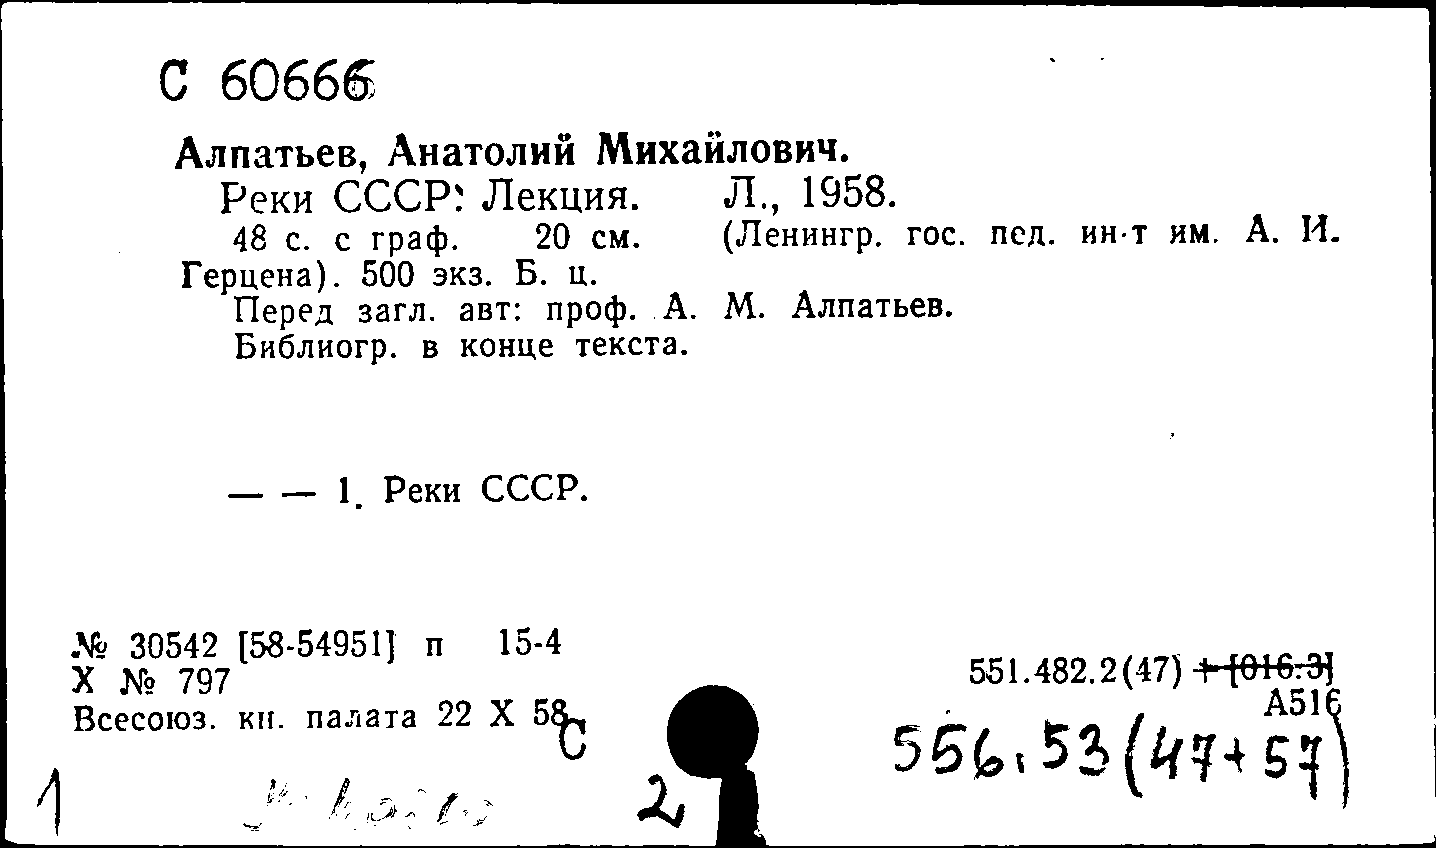 С 60666
Алпатьев, Анатолий Михайлович.
Реки СССР: Лекция. Л., 1958.
48 с. с граф. 20 см. (Ленингр. гос. пед. ин-т им. А. И.
Герцена). 500 экз. Б. ц.
Перед загл. авт: проф. А. М. Алпатьев.
Библиогр. в конце текста.
— — 1. Реки СССР.
№ 30542 [58-54951] п 15-4
X № 797
Всесоюз. кн. палата 22 X 58
С
551.482.2(47) + [016:3]
А516
556.53(47+57)
1
2